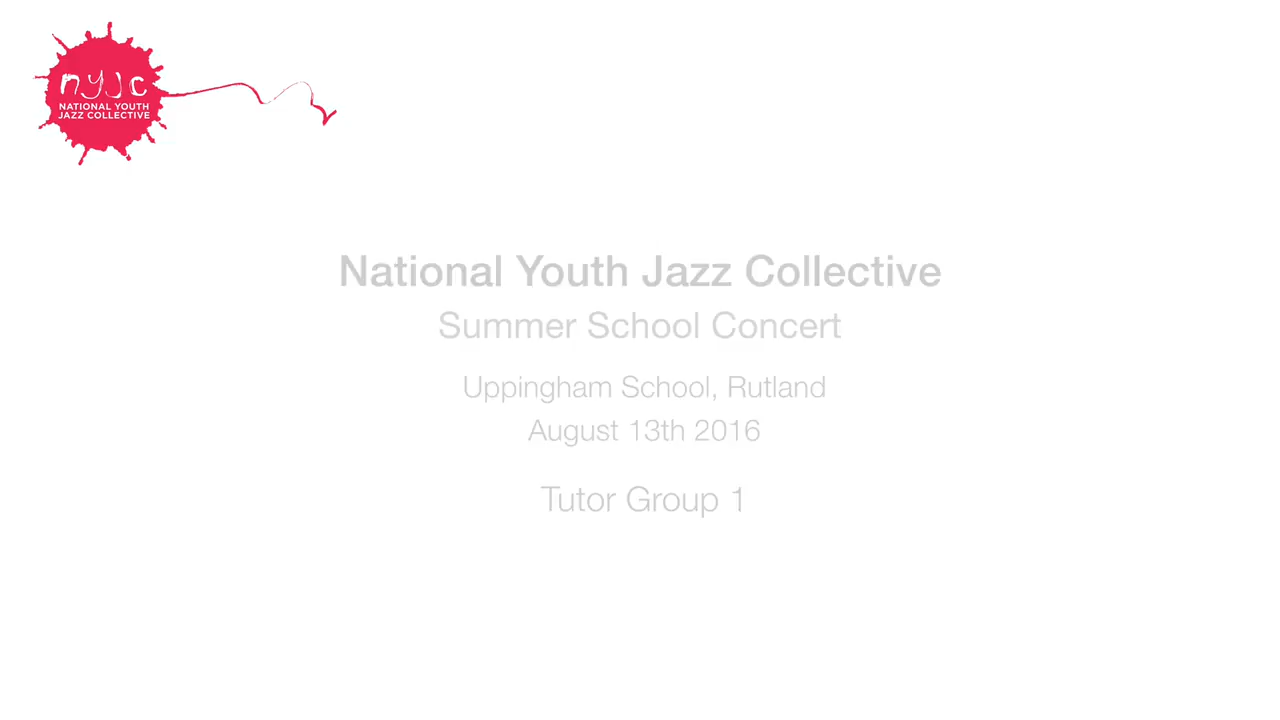 nyjc
NATIONAL YOUTH
JAZZ COLLECTIVE
National Youth Jazz Collective
Summer School Concert
Uppingham School, Rutland
August 13th 2016
Tutor Group 1